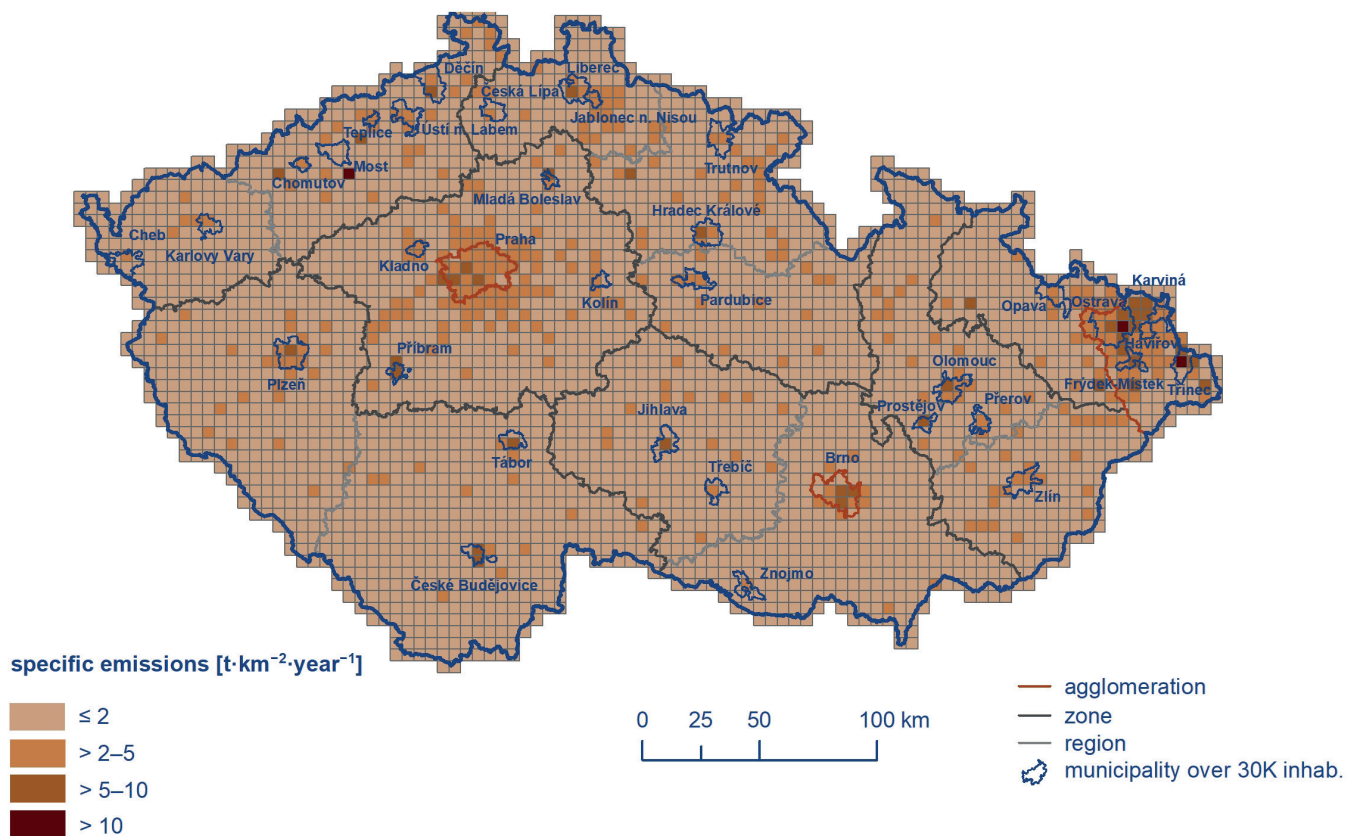 Děčín
Liberec
Česká Lípa
Jablonec n. Nisou
Teplice
Ústí n. Labem
Trutnov
Most
Chomutov
Mladá Boleslav
Hradec Králové
Cheb
Karlovy Vary
Praha
Kladno
Kolín
Pardubice
Karviná
Opava
Ostrava
Havířov
Příbram
Plzeň
Olomouc
Frýdek-Místek
Třinec
Přerov
Prostějov
Jihlava
Tábor
Třebíč
Brno
Zlín
Znojmo
České Budějovice
specific emissions [t·km⁻²·year⁻¹]
≤ 2
> 2–5
> 5–10
> 10
0 25 50 100 km
agglomeration
zone
region
municipality over 30K inhab.